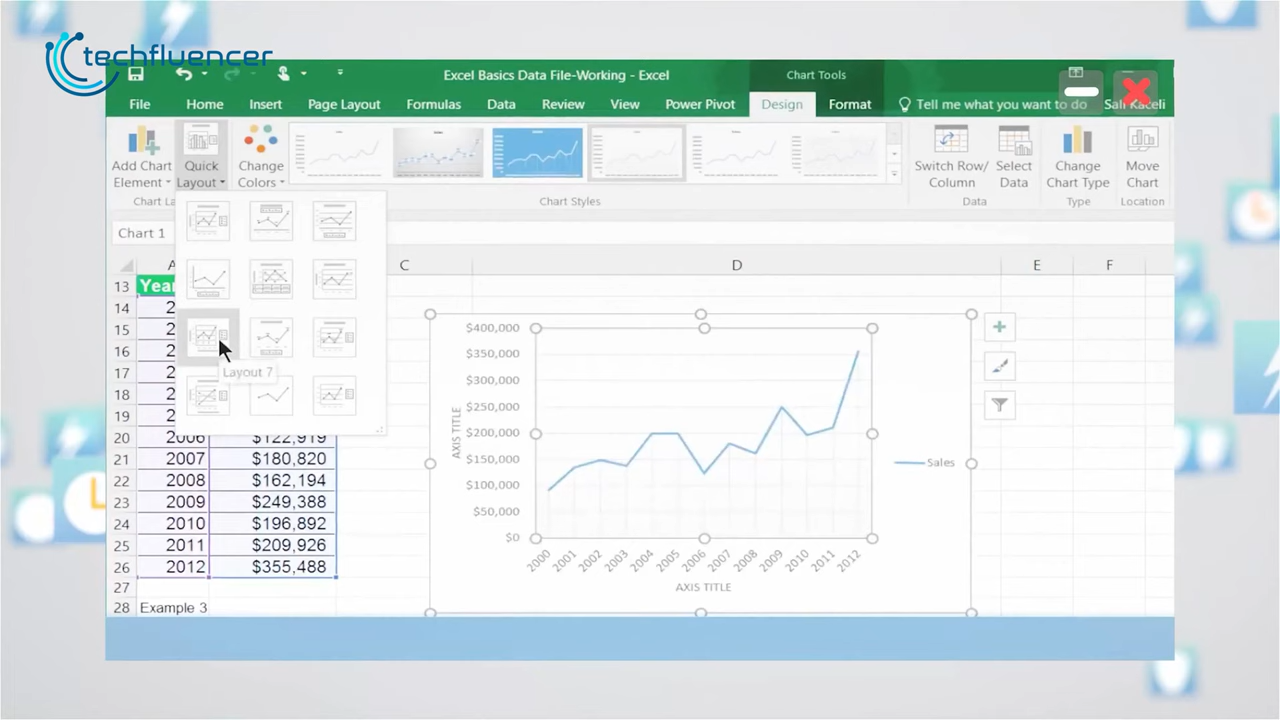 techfluencer
Excel Basics Data File-Working - Excel
Chart Tools
File Home Insert Page Layout Formulas Data Review View Power Pivot Design Format Tell me what you want to do Sali Kaceli
Add Chart Element
Quick Layout
Change Colors
Switch Row/ Column
Select Data
Change Chart Type
Move Chart
Chart Styles
Data
Type
Location
Chart 1
C D E F
13
14
15
16
17
18
19
20 2006 $122,919
21 2007 $180,820
22 2008 $162,194
23 2009 $249,388
24 2010 $196,892
25 2011 $209,926
26 2012 $355,488
27
28 Example 3
Layout 7
$400,000
$350,000
$300,000
$250,000
$200,000
$150,000
$100,000
$50,000
$0
AXIS TITLE
2000 2001 2002 2003 2004 2005 2006 2007 2008 2009 2010 2011 2012
AXIS TITLE
Sales